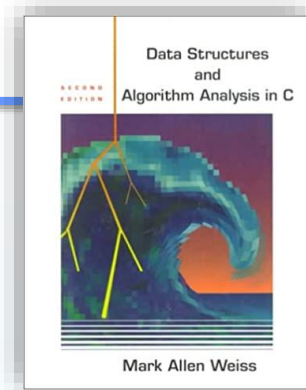 Data Structures
and
Algorithm Analysis in C
SECOND
EDITION
Mark Allen Weiss